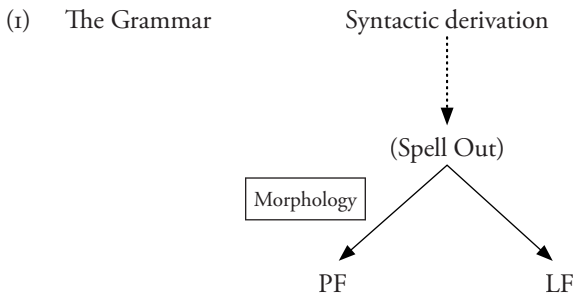 (1) The Grammar Syntactic derivation
(Spell Out)
Morphology
PF LF